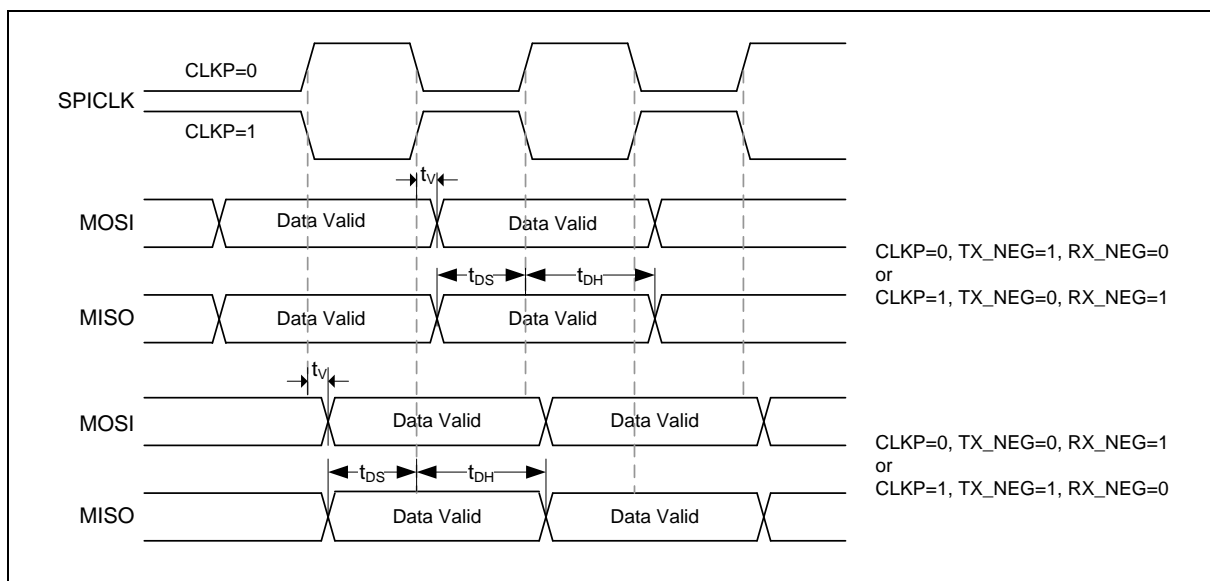 CLKP=0
SPICLK
CLKP=1
tV
MOSI
Data Valid
Data Valid
CLKP=0, TX_NEG=1, RX_NEG=0
or
CLKP=1, TX_NEG=0, RX_NEG=1
tDS
tDH
MISO
Data Valid
Data Valid
tV
MOSI
Data Valid
Data Valid
CLKP=0, TX_NEG=0, RX_NEG=1
or
CLKP=1, TX_NEG=1, RX_NEG=0
tDS
tDH
MISO
Data Valid
Data Valid